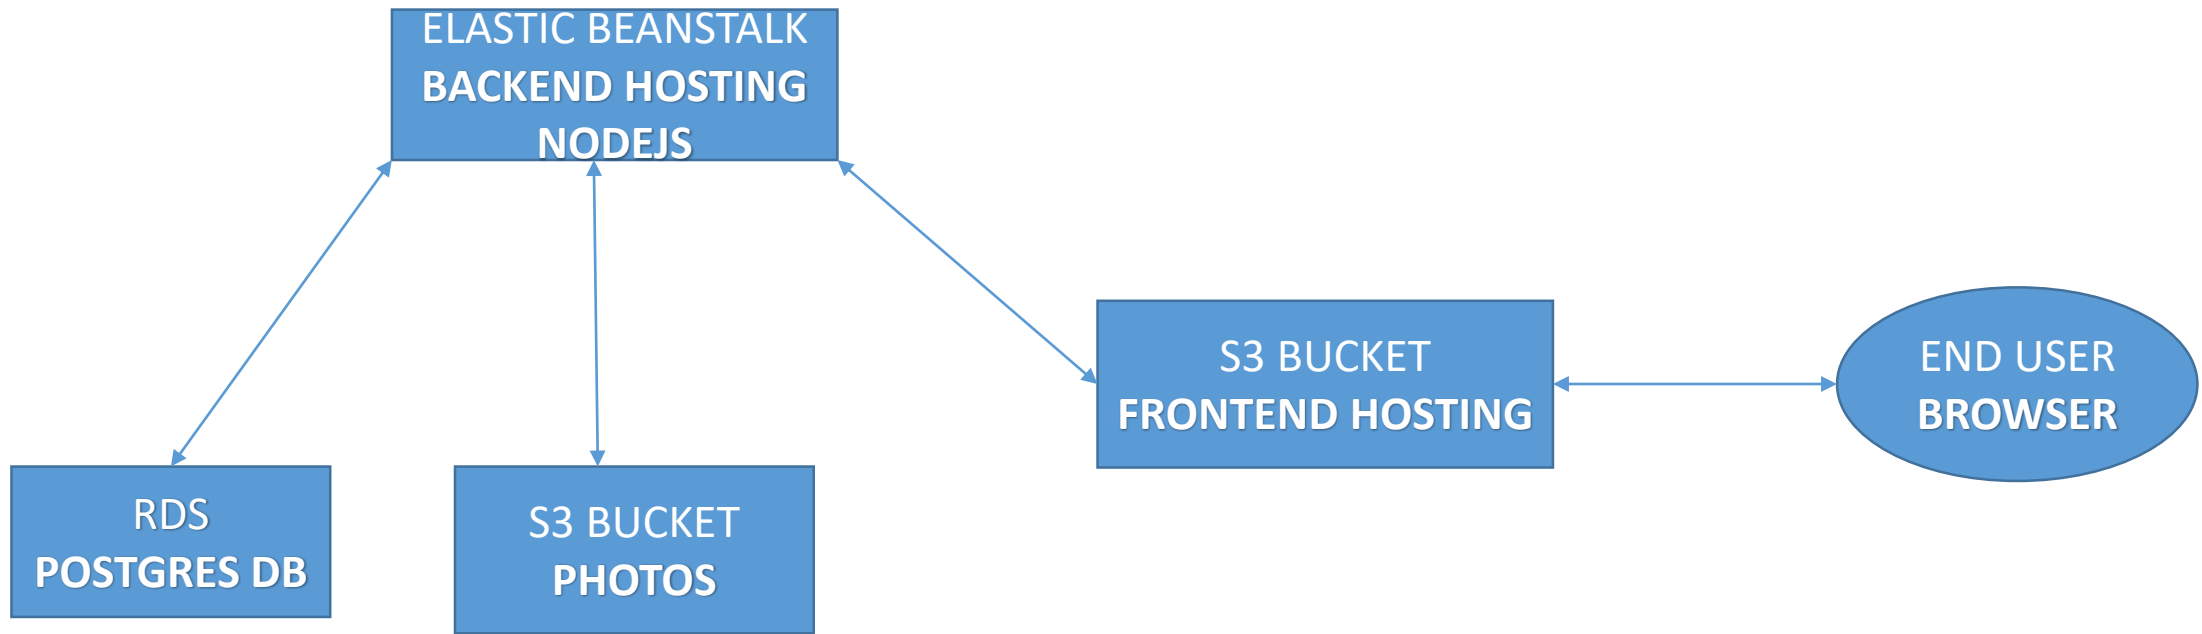 ELASTIC BEANSTALK
BACKEND HOSTING
NODEJS
S3 BUCKET
FRONTEND HOSTING
END USER
BROWSER
RDS
POSTGRES DB
S3 BUCKET
PHOTOS